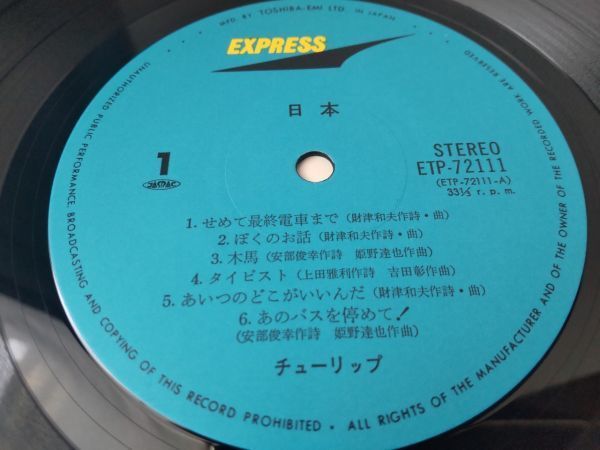 MFD. BY TOSHIBA-EMI LTD. IN JAPAN
EXPRESS
日本
1
JASRAC
STEREO
ETP-72111
(ETP-72111-A)
33⅓ r. p. m.
1. せめて最終電車まで(財津和夫作詩・曲)
2. ぼくのお話(財津和夫作詩・曲)
3. 木馬(安部俊幸作詩 姫野達也作曲)
4. タイピスト(上田雅利作詩 吉田彰作曲)
5. あいつのどこがいいんだ(財津和夫作詩・曲)
6. あのバスを停めて!
(安部俊幸作詩 姫野達也作曲)
チューリップ
UNAUTHORIZED PUBLIC PERFORMANCE BROADCASTING AND COPYING OF THIS RECORD PROHIBITED • ALL RIGHTS OF THE MANUFACTURER AND OF THE OWNER OF THE RECORDED WORK ARE RESERVED